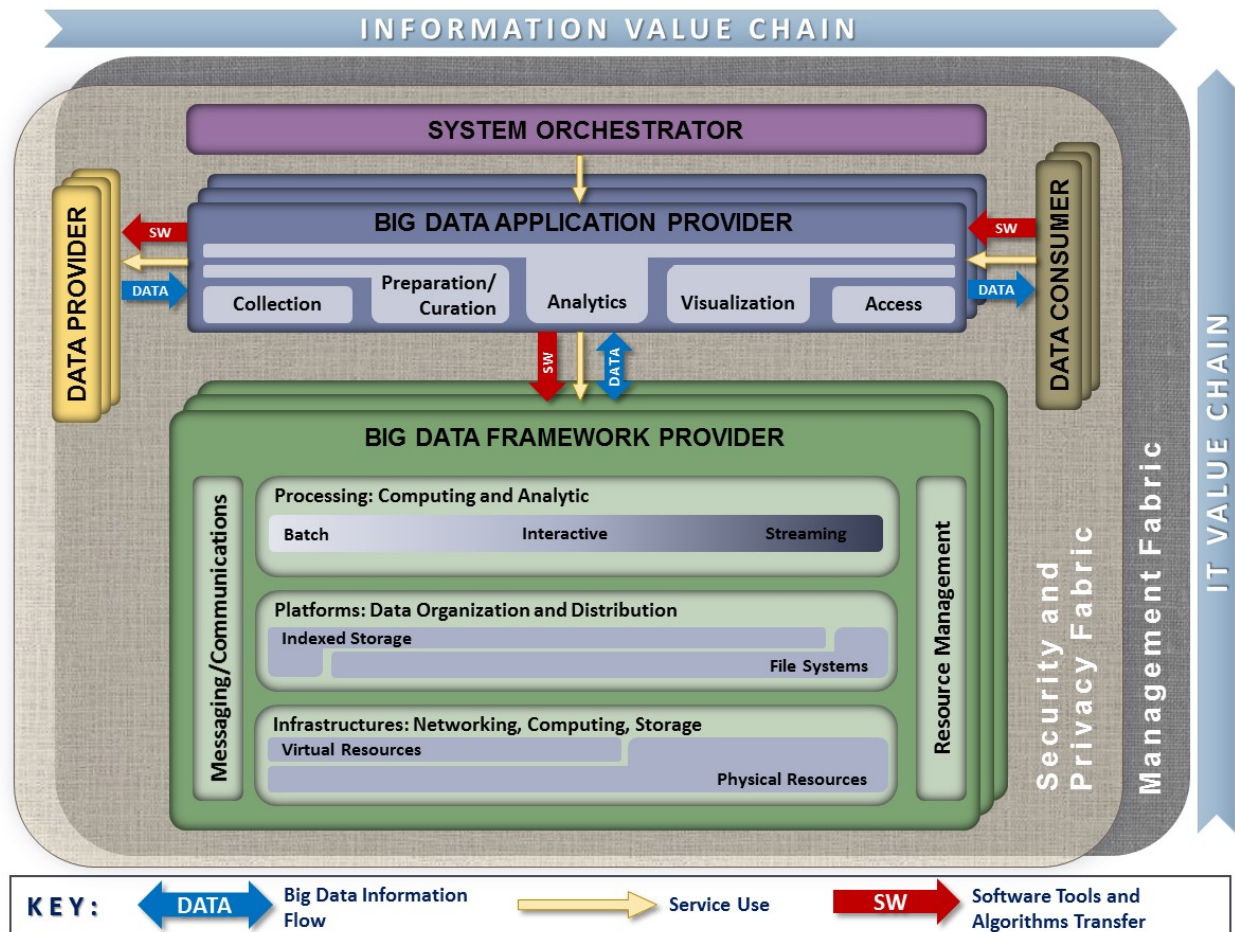 INFORMATION VALUE CHAIN
SYSTEM ORCHESTRATOR
DATA PROVIDER
SW
DATA
BIG DATA APPLICATION PROVIDER
Collection
Preparation/
Curation
Analytics
Visualization
Access
SW
DATA
DATA CONSUMER
SW
DATA
BIG DATA FRAMEWORK PROVIDER
Messaging/Communications
Processing: Computing and Analytic
Batch
Interactive
Streaming
Platforms: Data Organization and Distribution
Indexed Storage
File Systems
Infrastructures: Networking, Computing, Storage
Virtual Resources
Physical Resources
Resource Management
Security and
Privacy Fabric
Management Fabric
IT VALUE CHAIN
KEY:
DATA
Big Data Information
Flow
Service Use
SW
Software Tools and
Algorithms Transfer